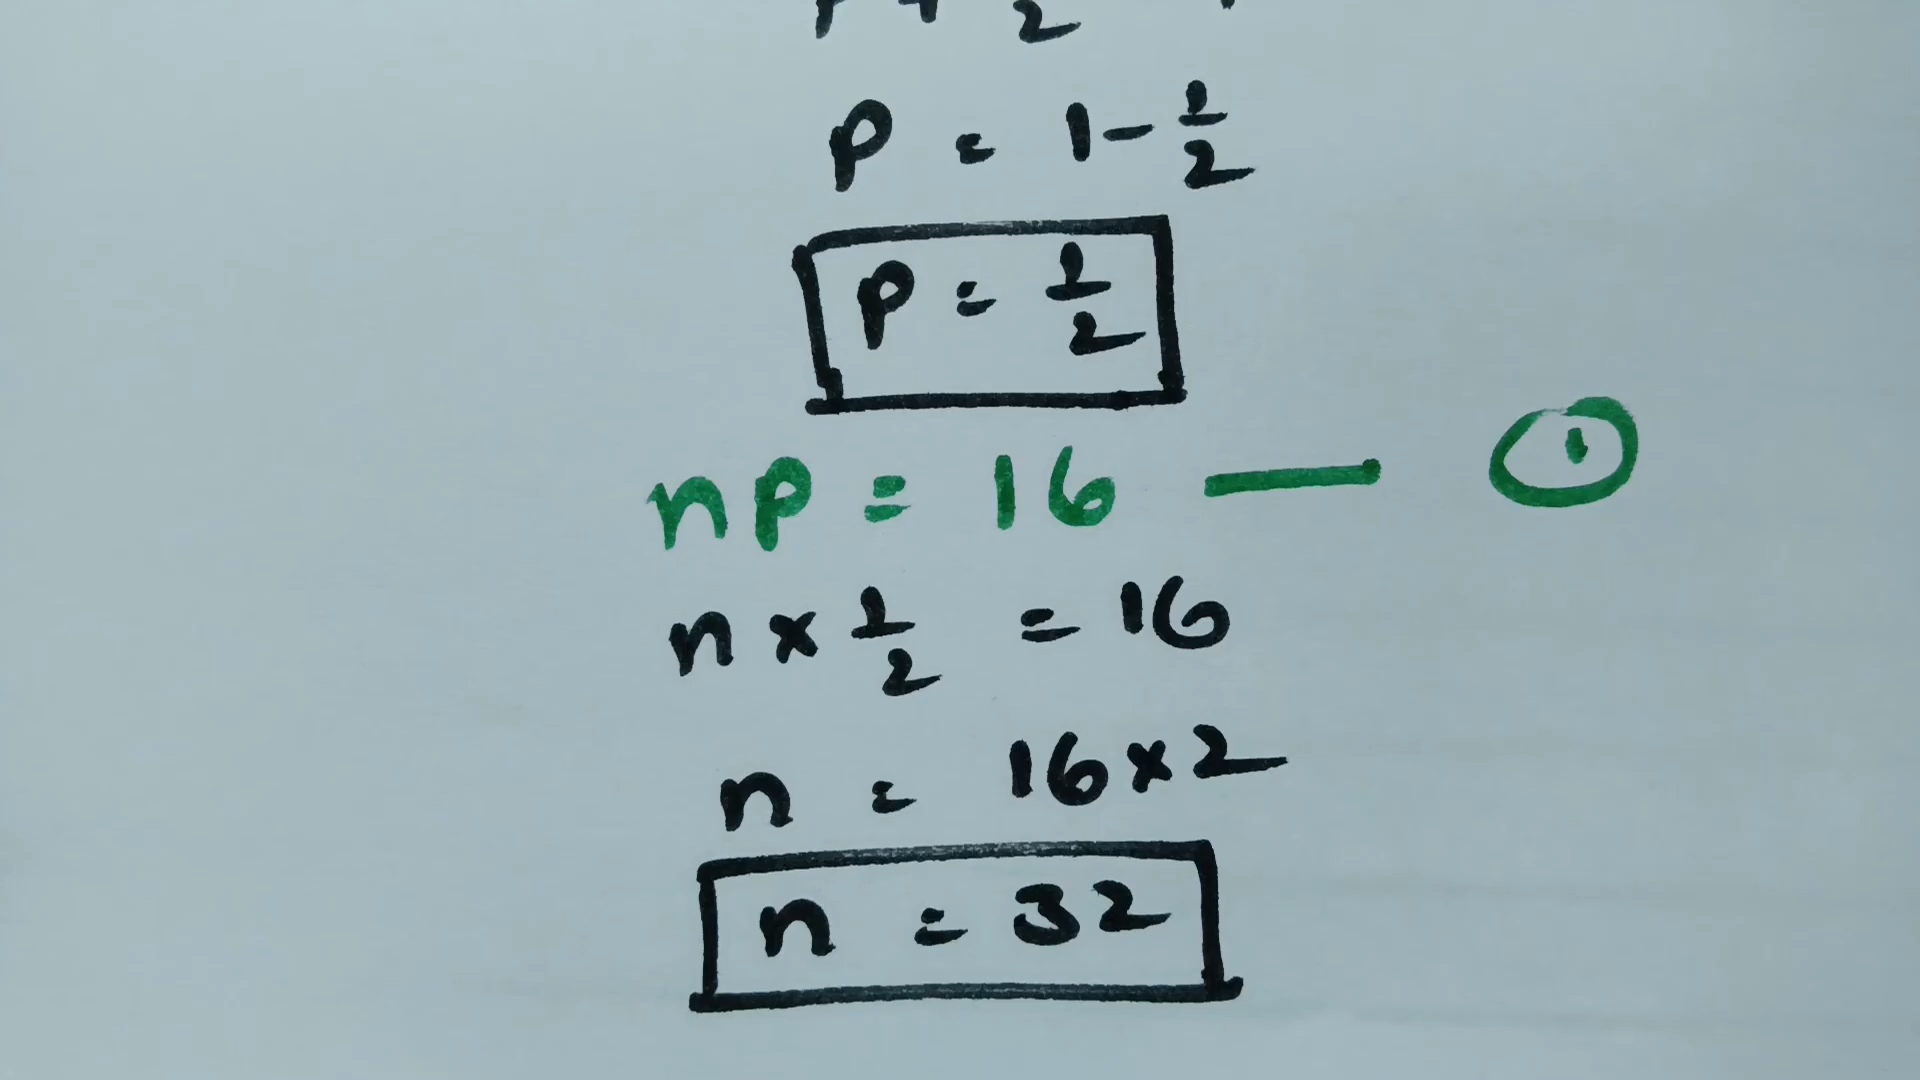 p = 1 - 1/2
p = 1/2
np = 16 — ①
n × 1/2 = 16
n = 16 × 2
n = 32